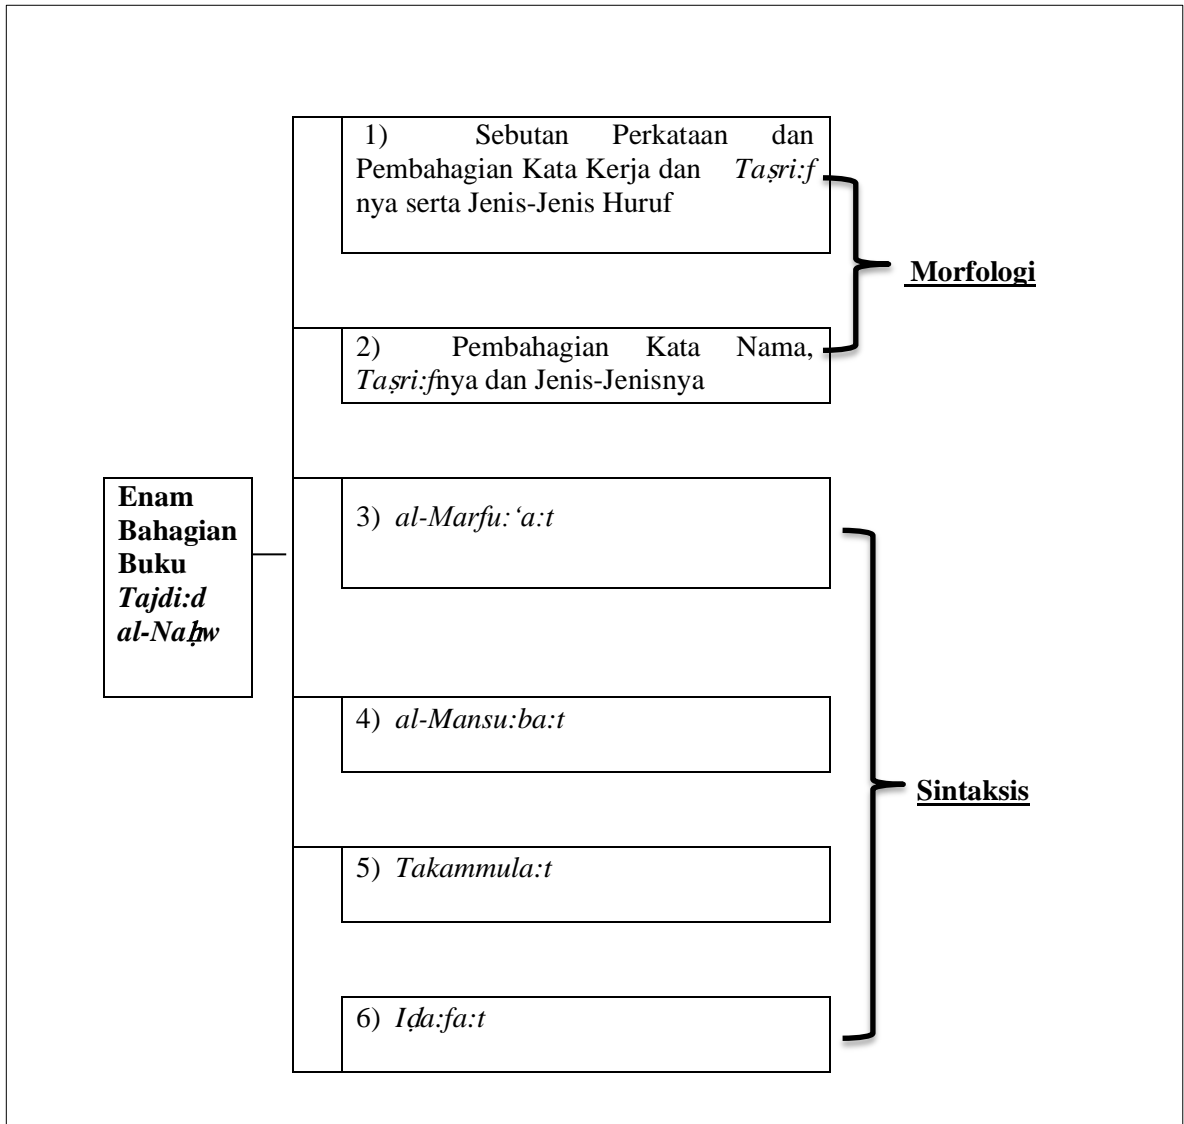 1) Sebutan Perkataan dan
Pembahagian Kata Kerja dan Taṣri:f
nya serta Jenis-Jenis Huruf
Morfologi
2) Pembahagian Kata Nama,
Taṣri:fnya dan Jenis-Jenisnya
Enam
Bahagian
Buku
Tajdi:d
al-Naḥw
3) al-Marfu:‘a:t
4) al-Mansu:ba:t
Sintaksis
5) Takammula:t
6) Iḍa:fa:t